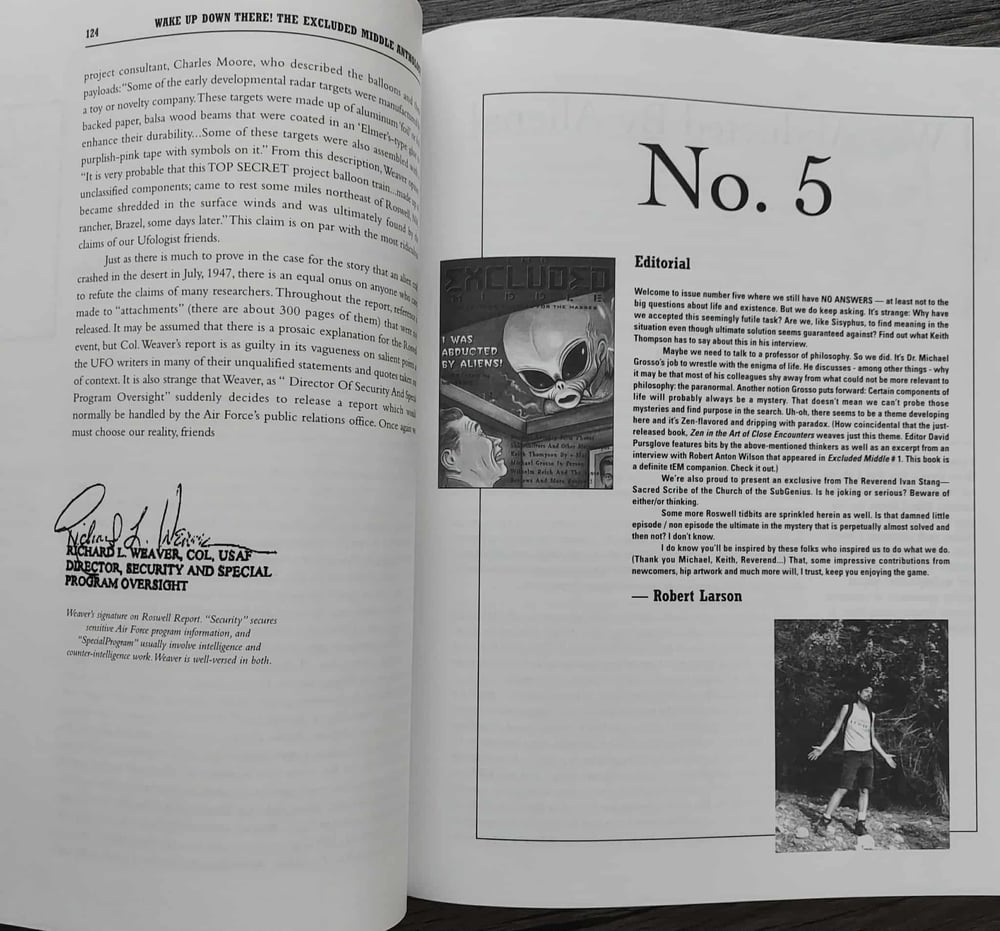 124
WAKE UP DOWN THERE! THE EXCLUDED MIDDLE
project consultant, Charles Moore, who described the balloons and
payloads: "Some of the early developmental radar targets were
a toy or novelty company. These targets were made up of aluminum
backed paper, balsa wood beams that were coated in an 'Elmer's-type
enhance their durability...Some of these targets were also assembled
purplish-pink tape with symbols on it." From this description, Weaver
"It is very probable that this TOP SECRET project balloon train...made
unclassified components; came to rest some miles northeast of Roswell,
became shredded in the surface winds and was ultimately found by
rancher, Brazel, some days later." This claim is on par with the most
claims of our Ufologist friends.
Just as there is much to prove in the case for the story that an
crashed in the desert in July, 1947, there is an equal onus on anyone who
to refute the claims of many researchers. Throughout the report,
made to "attachments" (there are about 300 pages of them) that
released. It may be assumed that there is a prosaic explanation for the
event, but Col. Weaver's report is as guilty in its vagueness on salient
the UFO writers in many of their unqualified statements and quotes
of context. It is also strange that Weaver, as " Director Of Security And
Program Oversight" suddenly decides to release a report which
normally be handled by the Air Force's public relations office. Once again
must choose our reality, friends
Richard L. Weaver
RICHARD L. WEAVER, COL, USAF
DIRECTOR, SECURITY AND SPECIAL
PROGRAM OVERSIGHT
Weaver's signature on Roswell Report. "Security" secures
sensitive Air Force program information, and
"SpecialProgram" usually involve intelligence and
counter-intelligence work. Weaver is well-versed in both.
No. 5
THE
EXCLUDED
MIDDLE
I WAS
ABDUCTED
BY ALIENS!
Keith Thompson
Michael Grosso In Person
Wilhelm Reich And The
Reviews And More
Editorial
Welcome to issue number five where we still have NO ANSWERS — at least not to the
big questions about life and existence. But we do keep asking. It's strange: Why have
we accepted this seemingly futile task? Are we, like Sisyphus, to find meaning in the
situation even though ultimate solution seems guaranteed against? Find out what Keith
Thompson has to say about this in his interview.
Maybe we need to talk to a professor of philosophy. So we did. It's Dr. Michael
Grosso's job to wrestle with the enigma of life. He discusses - among other things - why
it may be that most of his colleagues shy away from what could not be more relevant to
philosophy: the paranormal. Another notion Grosso puts forward: Certain components of
life will probably always be a mystery. That doesn't mean we can't probe those
mysteries and find purpose in the search. Uh-oh, there seems to be a theme developing
here and it's Zen-flavored and dripping with paradox. (How coincidental that the just-
released book, Zen in the Art of Close Encounters weaves just this theme. Editor David
Pursglove features bits by the above-mentioned thinkers as well as an excerpt from an
interview with Robert Anton Wilson that appeared in Excluded Middle #1. This book is
a definite tEM companion. Check it out.)
We're also proud to present an exclusive from The Reverend Ivan Stang—
Sacred Scribe of the Church of the SubGenius. Is he joking or serious? Beware of
either/or thinking.
Some more Roswell tidbits are sprinkled herein as well. Is that damned little
episode / non episode the ultimate in the mystery that is perpetually almost solved and
then not? I don't know.
I do know you'll be inspired by these folks who inspired us to do what we do.
(Thank you Michael, Keith, Reverend...) That, some impressive contributions from
newcomers, hip artwork and much more will, I trust, keep you enjoying the game.
— Robert Larson